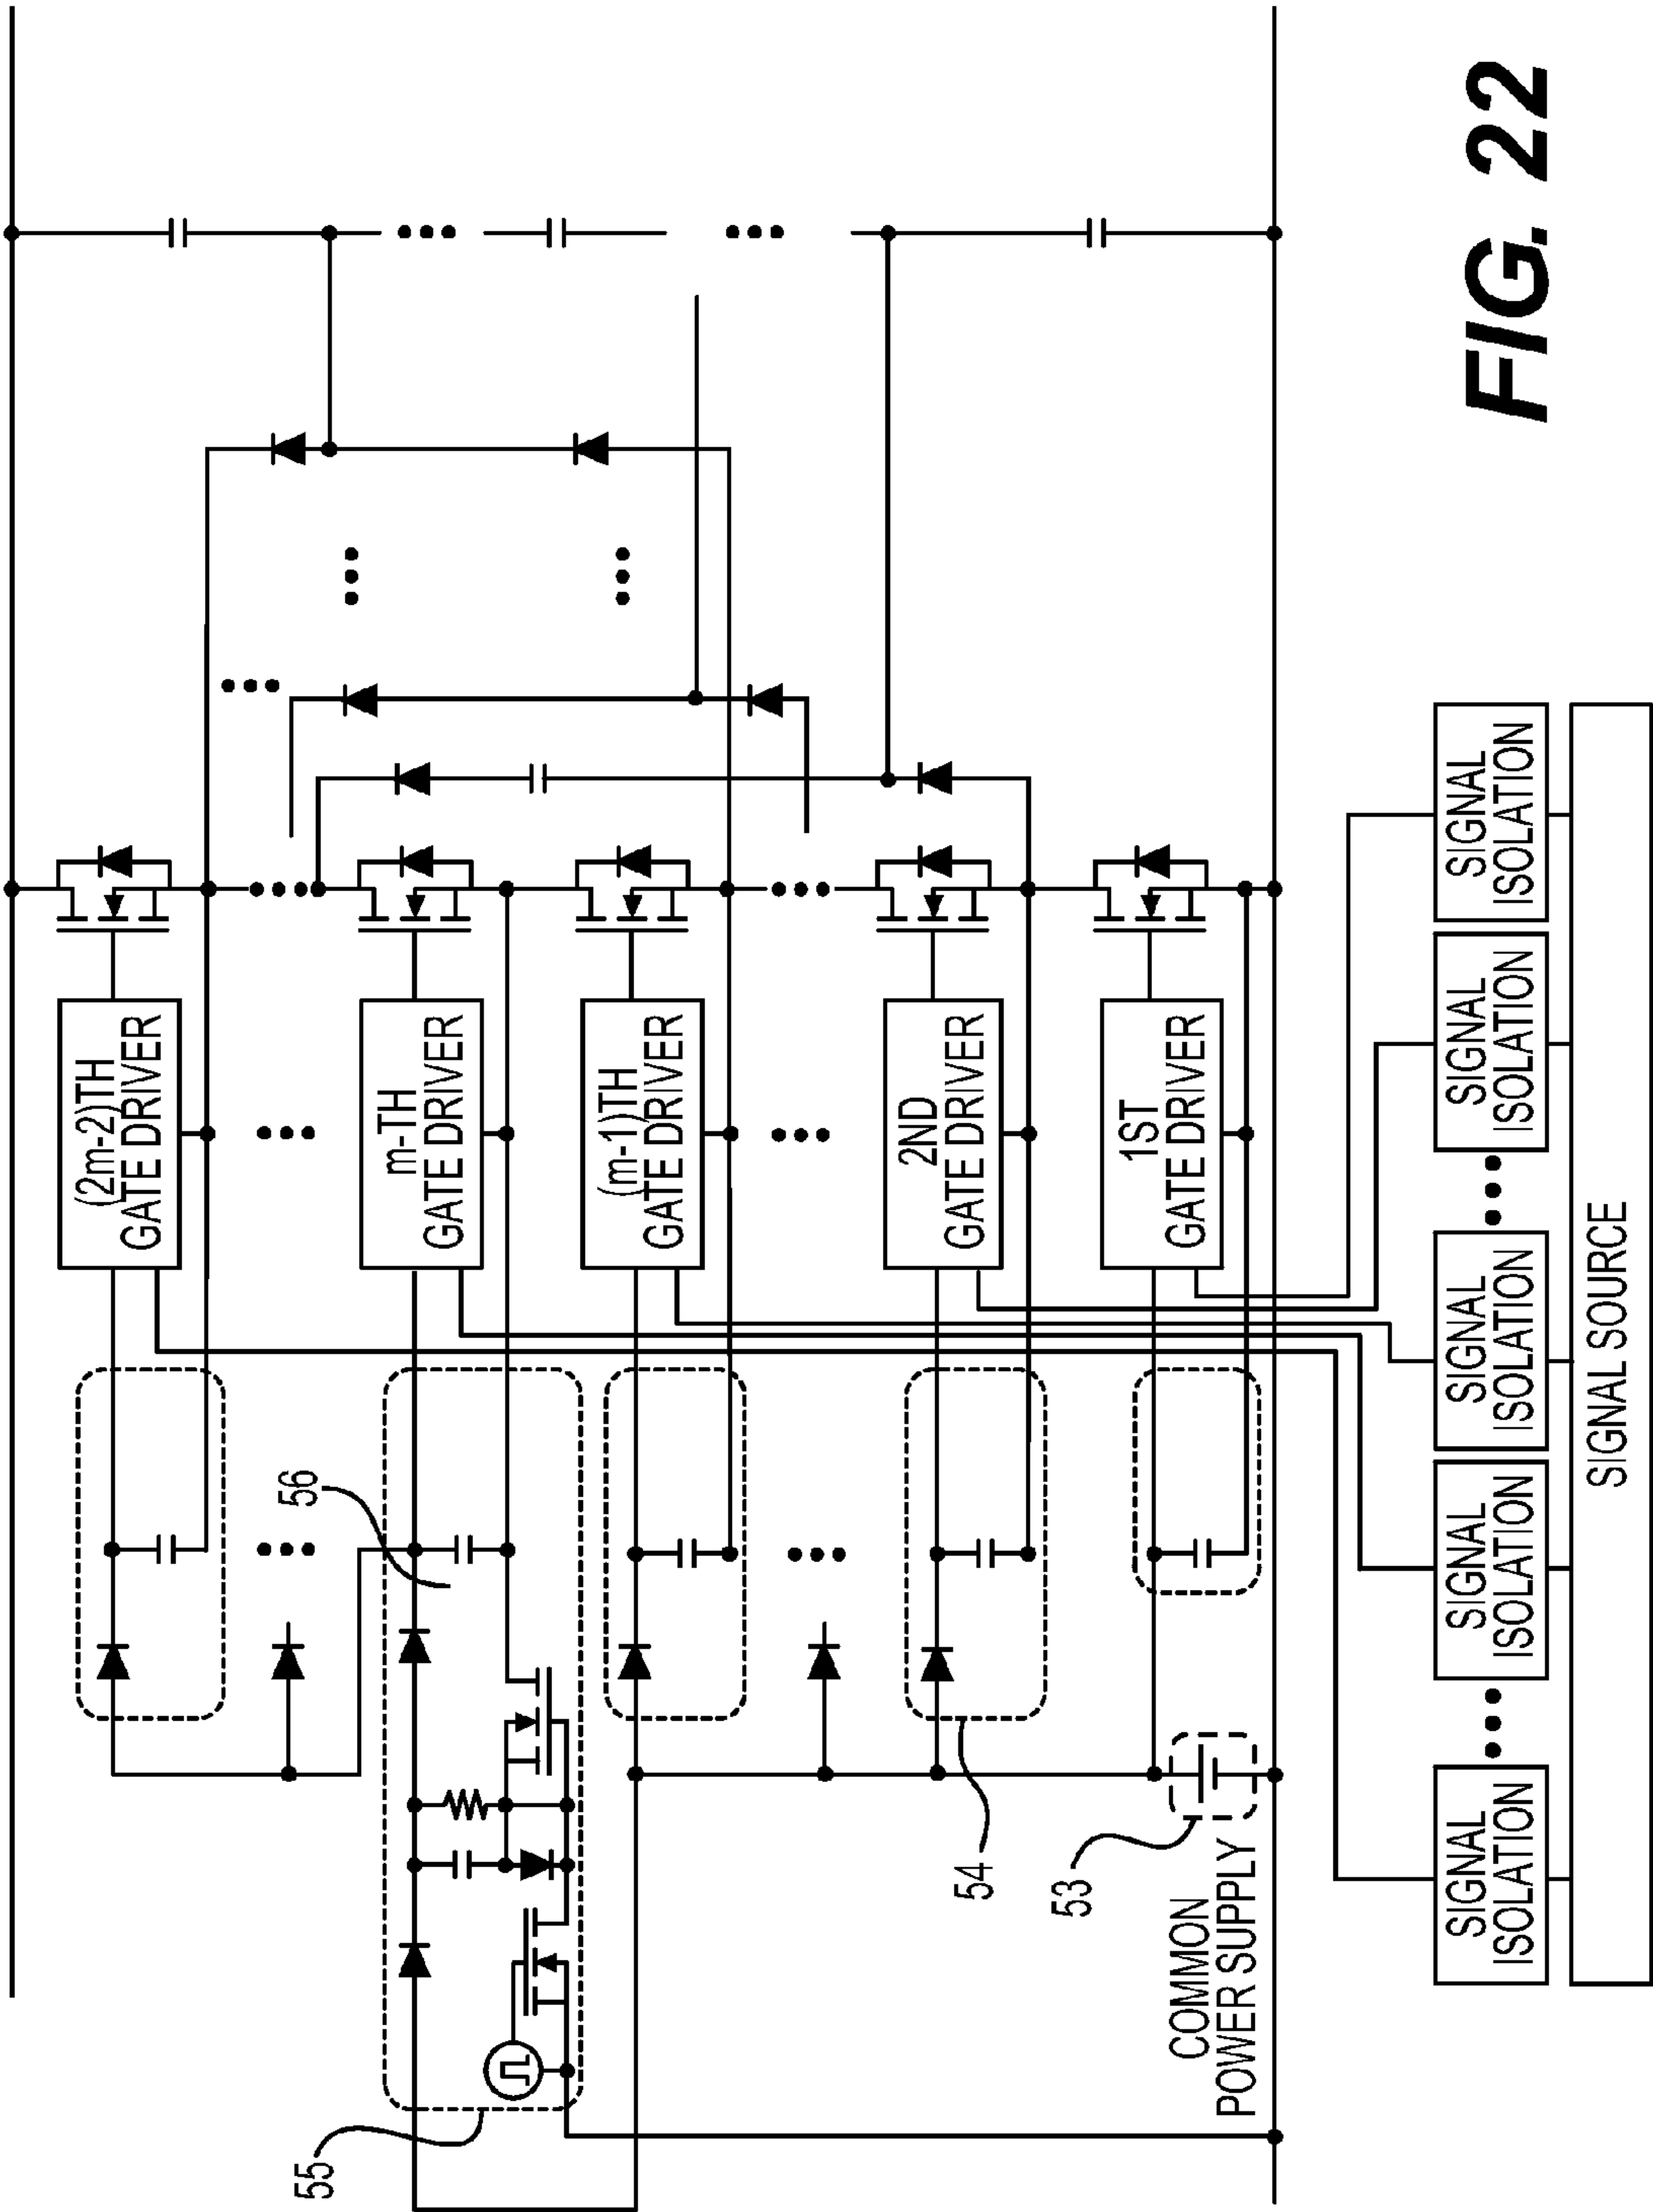 (2m-2)TH
GATE DRIVER
m-TH
GATE DRIVER
(m-1)TH
GATE DRIVER
2ND
GATE DRIVER
1ST
GATE DRIVER
56
55
54
53
COMMON
POWER SUPPLY
SIGNAL
ISOLATION
SIGNAL
ISOLATION
SIGNAL
ISOLATION
SIGNAL
ISOLATION
SIGNAL
ISOLATION
SIGNAL SOURCE
FIG. 22